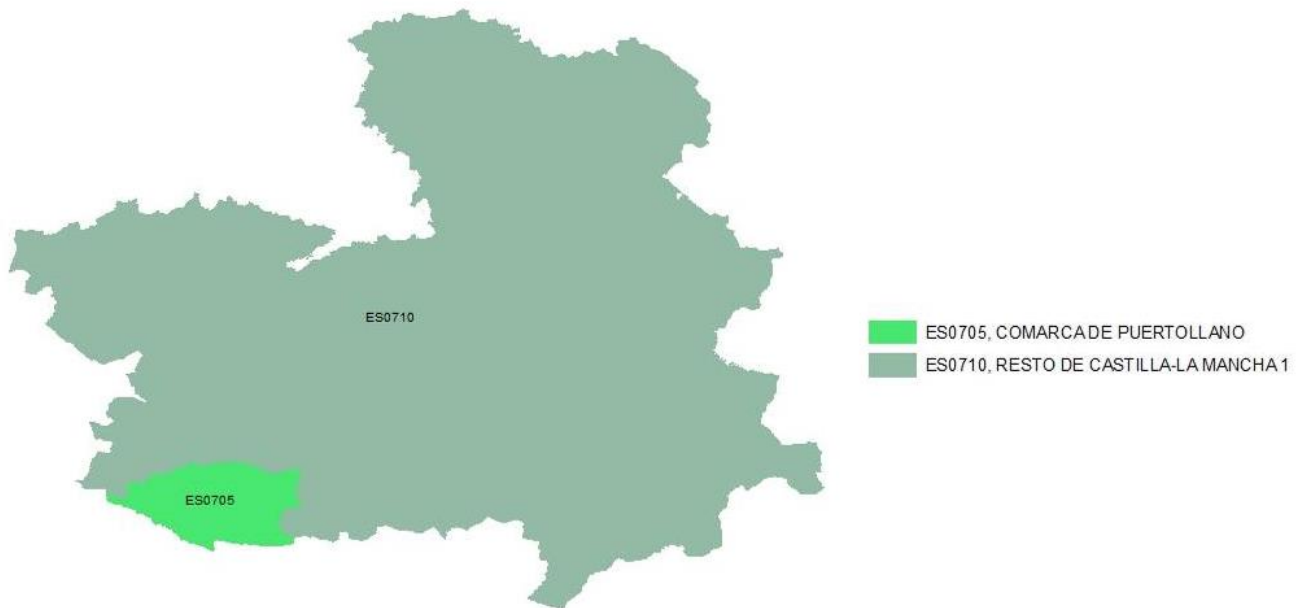 ES0710
ES0705, COMARCA DE PUERTOLLANO
ES0710, RESTO DE CASTILLA-LA MANCHA 1
ES0705